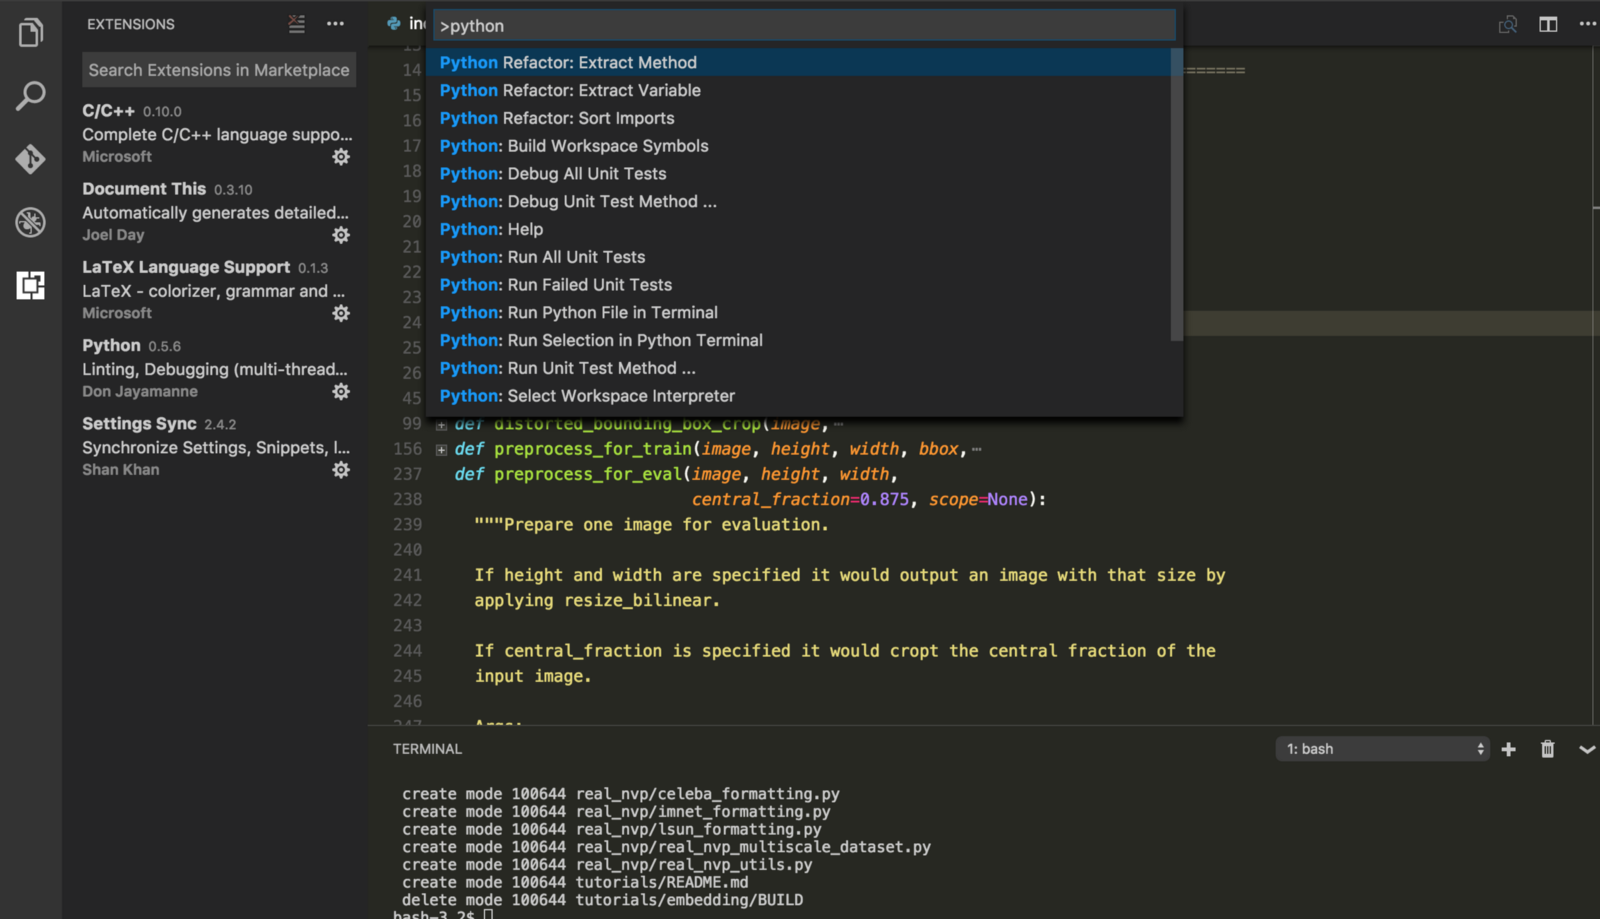 EXTENSIONS
Search Extensions in Marketplace
C/C++ 0.10.0
Complete C/C++ language suppo...
Microsoft
Document This 0.3.10
Automatically generates detailed...
Joel Day
LaTeX Language Support 0.1.3
LaTeX - colorizer, grammar and ...
Microsoft
Python 0.5.6
Linting, Debugging (multi-thread...
Don Jayamanne
Settings Sync 2.4.2
Synchronize Settings, Snippets, I...
Shan Khan
>python
Python Refactor: Extract Method
Python Refactor: Extract Variable
Python Refactor: Sort Imports
Python: Build Workspace Symbols
Python: Debug All Unit Tests
Python: Debug Unit Test Method ...
Python: Help
Python: Run All Unit Tests
Python: Run Failed Unit Tests
Python: Run Python File in Terminal
Python: Run Selection in Python Terminal
Python: Run Unit Test Method ...
Python: Select Workspace Interpreter
14 =======
15
16
17
18
19
20
21
22
23
24
25
26
45
99 def distorted_bounding_box_crop(image,
156 def preprocess_for_train(image, height, width, bbox,
237 def preprocess_for_eval(image, height, width,
238 central_fraction=0.875, scope=None):
239 """Prepare one image for evaluation.
240
241 If height and width are specified it would output an image with that size by
242 applying resize_bilinear.
243
244 If central_fraction is specified it would cropt the central fraction of the
245 input image.
246
247 Args:
TERMINAL
1: bash
create mode 100644 real_nvp/celeba_formatting.py
create mode 100644 real_nvp/imnet_formatting.py
create mode 100644 real_nvp/lsun_formatting.py
create mode 100644 real_nvp/real_nvp_multiscale_dataset.py
create mode 100644 real_nvp/real_nvp_utils.py
create mode 100644 tutorials/README.md
delete mode 100644 tutorials/embedding/BUILD
bash-3.2$